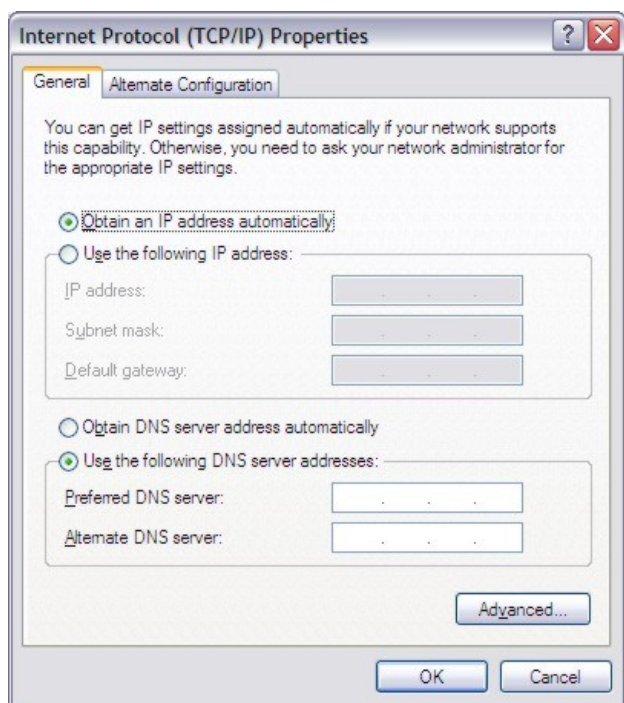 Internet Protocol (TCP/IP) Properties
General
Alternate Configuration
You can get IP settings assigned automatically if your network supports
this capability. Otherwise, you need to ask your network administrator for
the appropriate IP settings.
Obtain an IP address automatically
Use the following IP address:
IP address:
Subnet mask:
Default gateway:
Obtain DNS server address automatically
Use the following DNS server addresses:
Preferred DNS server:
Alternate DNS server:
Advanced...
OK
Cancel